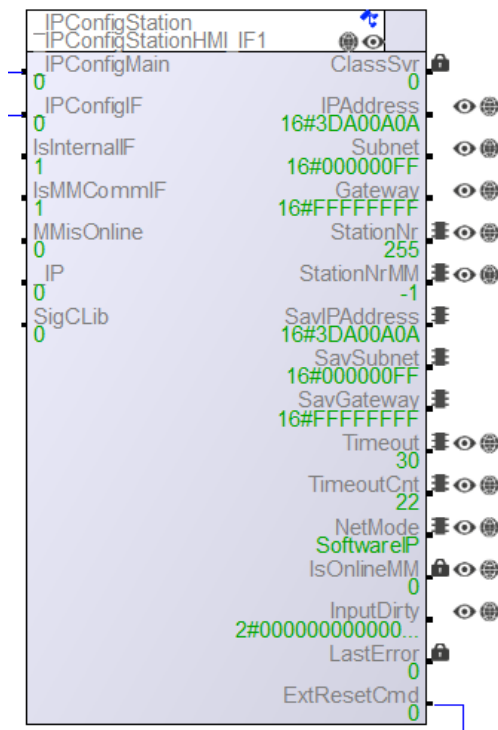 _IPConfigStation
_IPConfigStationHMI_IF1
_IPConfigMain ClassSvr
0 0
_IPConfigIF IPAddress
0 16#3DA00A0A
IsInternalIF Subnet
1 16#000000FF
IsMMCommIF Gateway
1 16#FFFFFFFF
MMisOnline StationNr
0 255
_IP StationNrMM
0 -1
SigCLib SavIPAddress
0 16#3DA00A0A
SavSubnet
16#000000FF
SavGateway
16#FFFFFFFF
Timeout
30
TimeoutCnt
22
NetMode
SoftwareIP
IsOnlineMM
0
InputDirty
2#000000000000...
LastError
0
ExtResetCmd
0